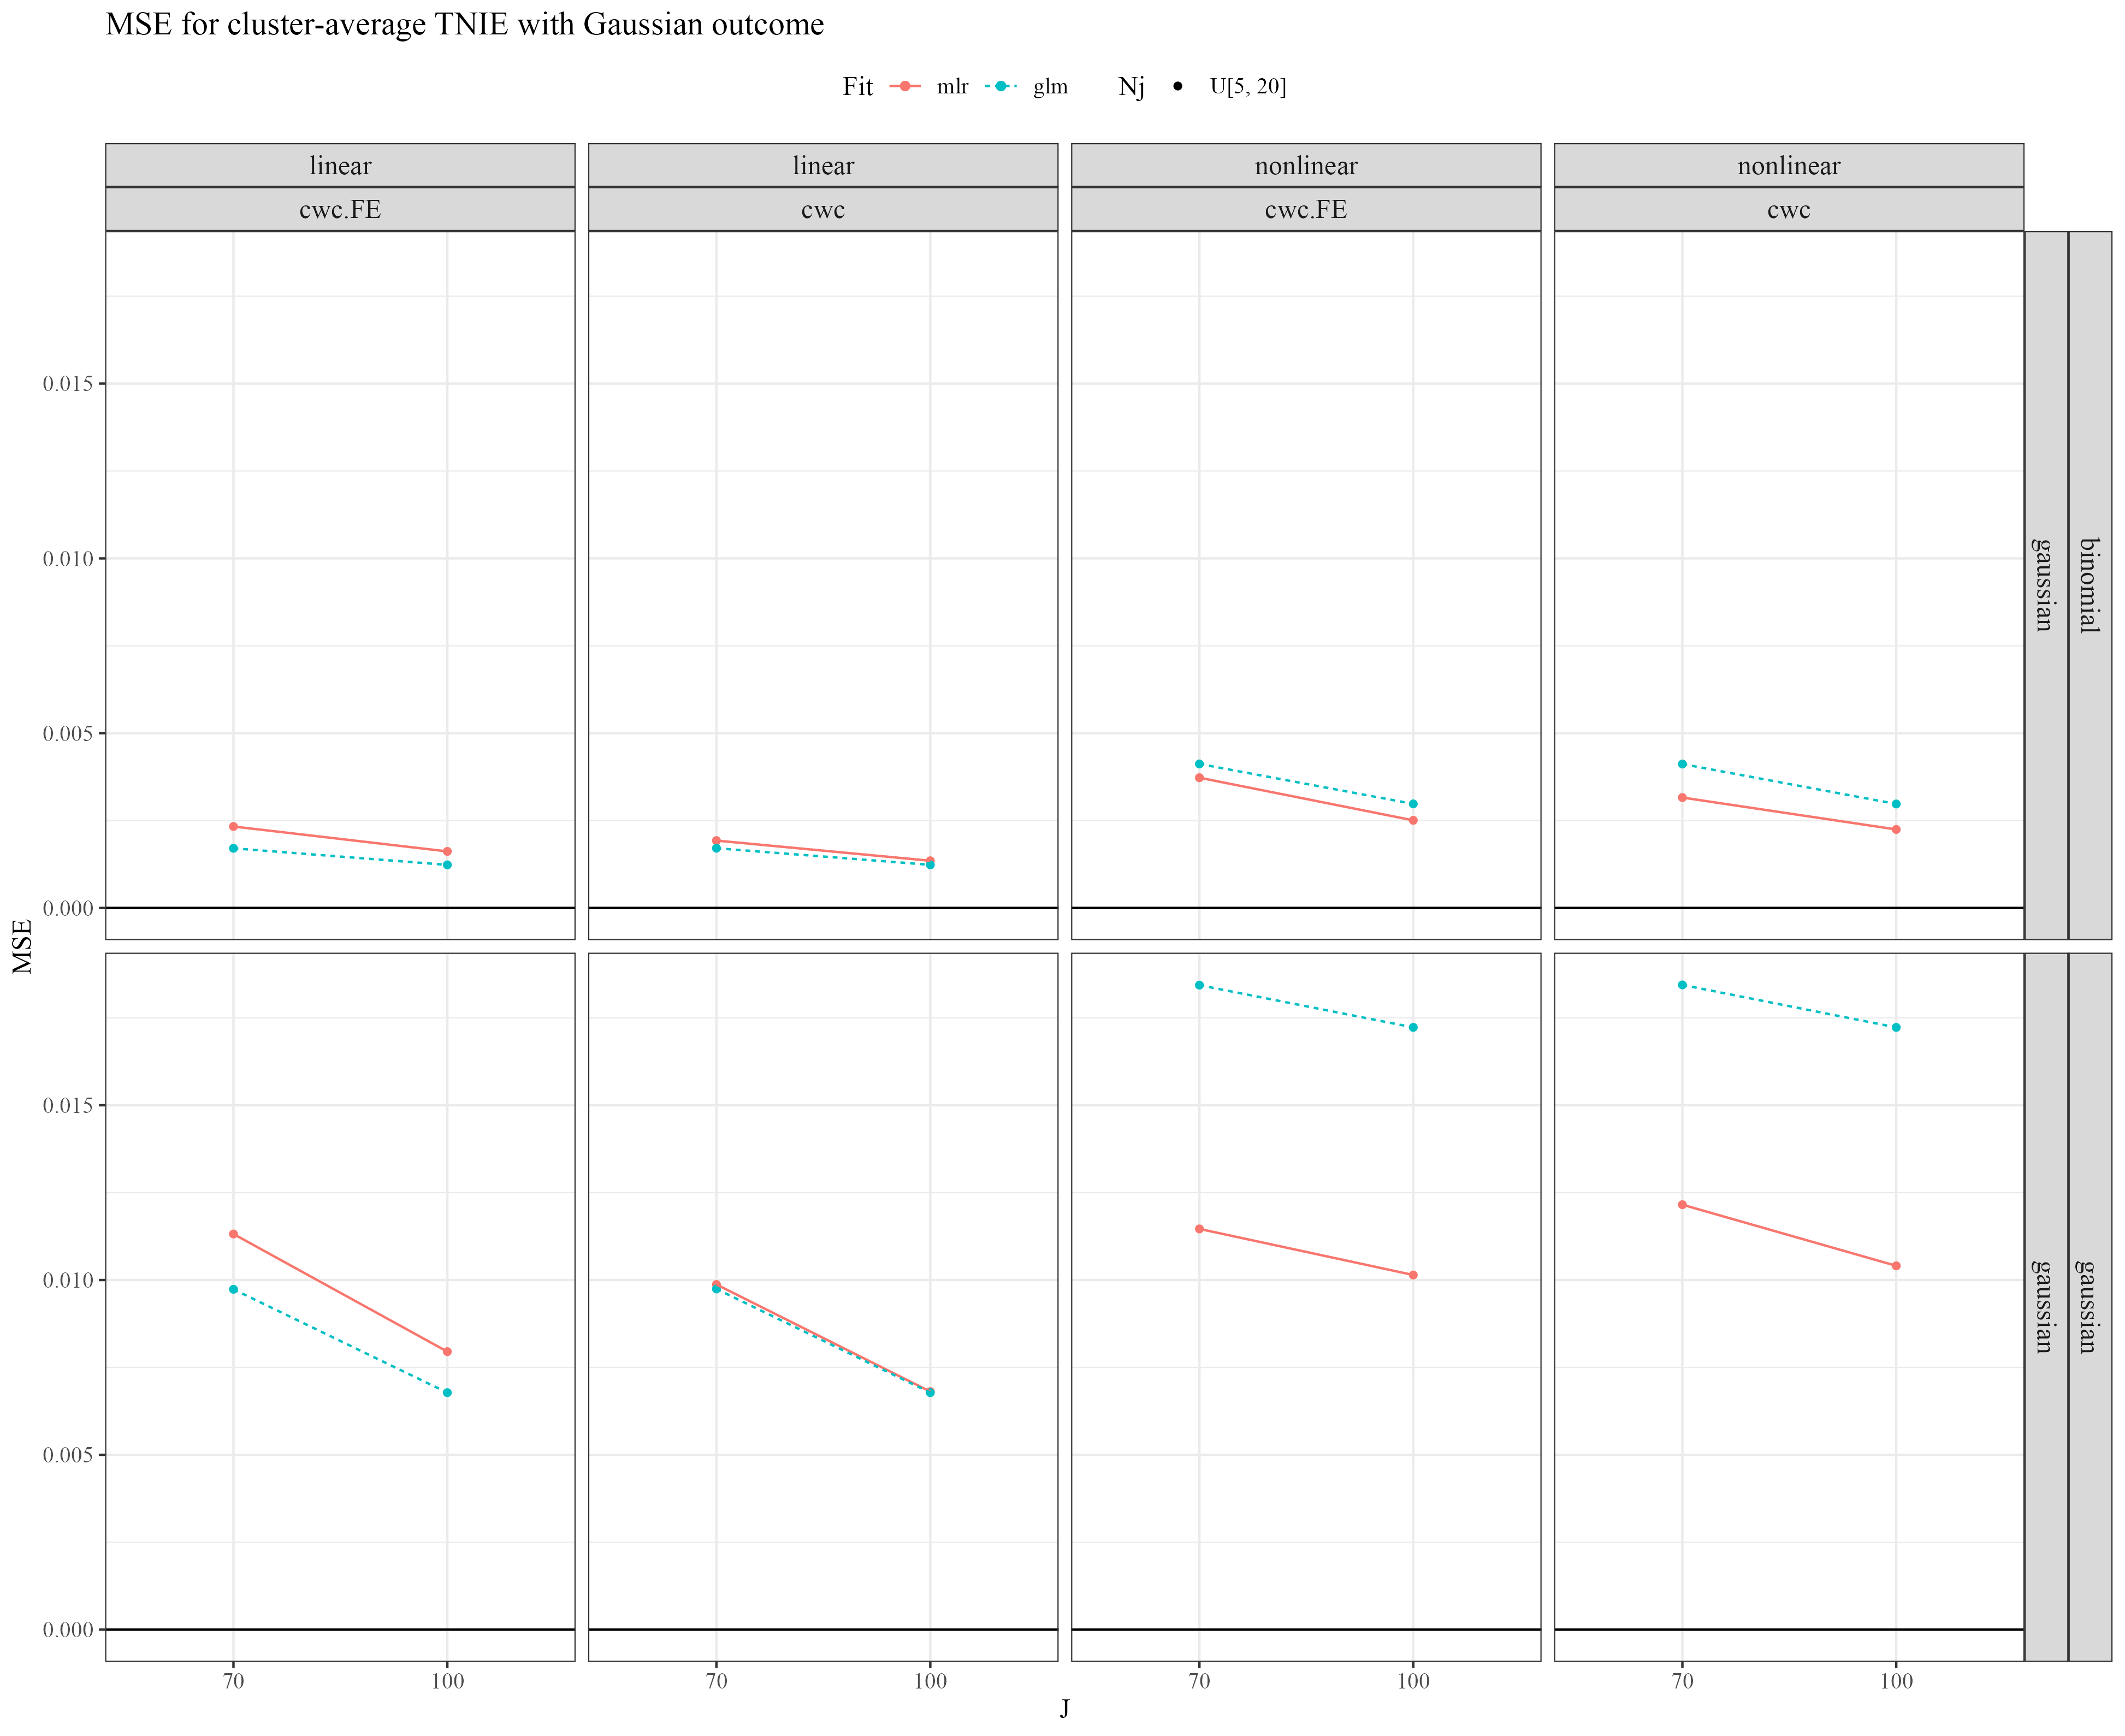 MSE for cluster-average TNIE with Gaussian outcome
Fit mlr glm Nj U[5, 20]
linear linear nonlinear nonlinear
cwc.FE cwc cwc.FE cwc
0.015
0.010
0.005
0.000
gaussian binomial
MSE
0.015
0.010
0.005
0.000
gaussian gaussian
70 100 70 100 70 100 70 100
J